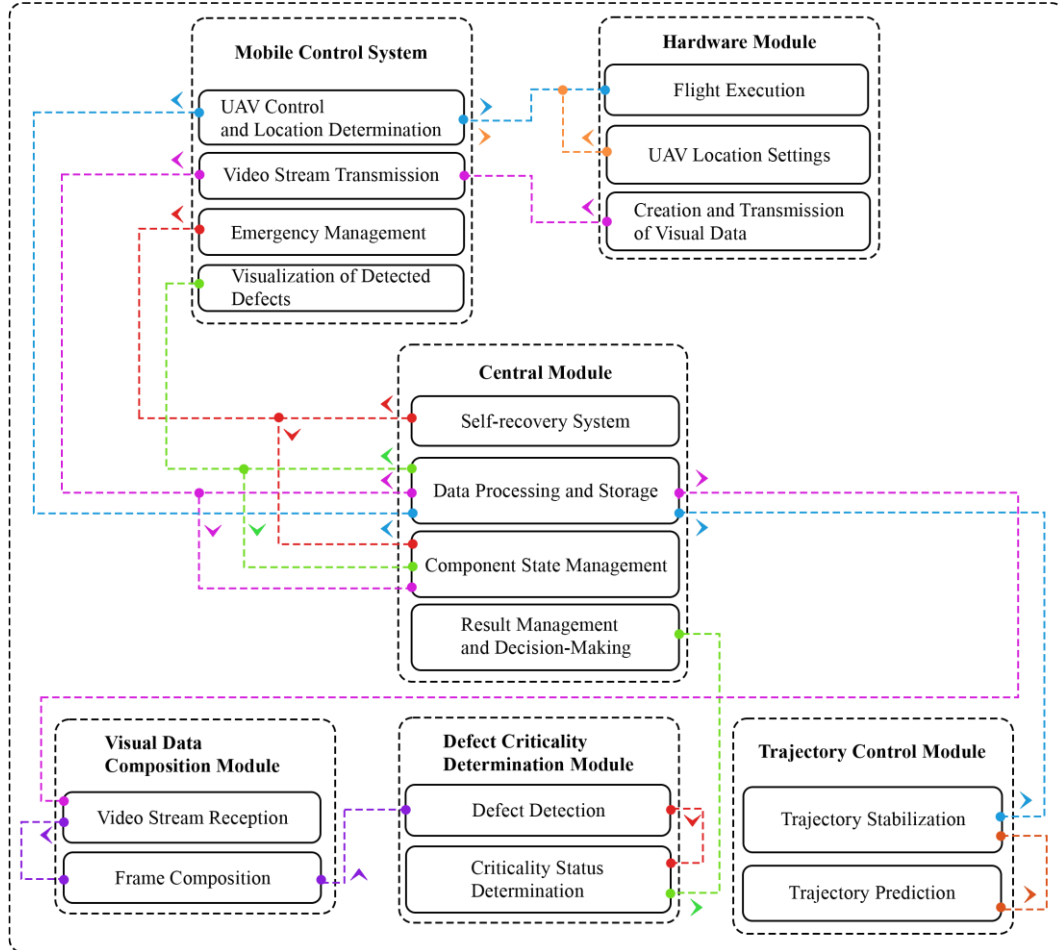 Mobile Control System
UAV Control
and Location Determination
Video Stream Transmission
Emergency Management
Visualization of Detected
Defects
Hardware Module
Flight Execution
UAV Location Settings
Creation and Transmission
of Visual Data
Central Module
Self-recovery System
Data Processing and Storage
Component State Management
Result Management
and Decision-Making
Visual Data
Composition Module
Video Stream Reception
Frame Composition
Defect Criticality
Determination Module
Defect Detection
Criticality Status
Determination
Trajectory Control Module
Trajectory Stabilization
Trajectory Prediction